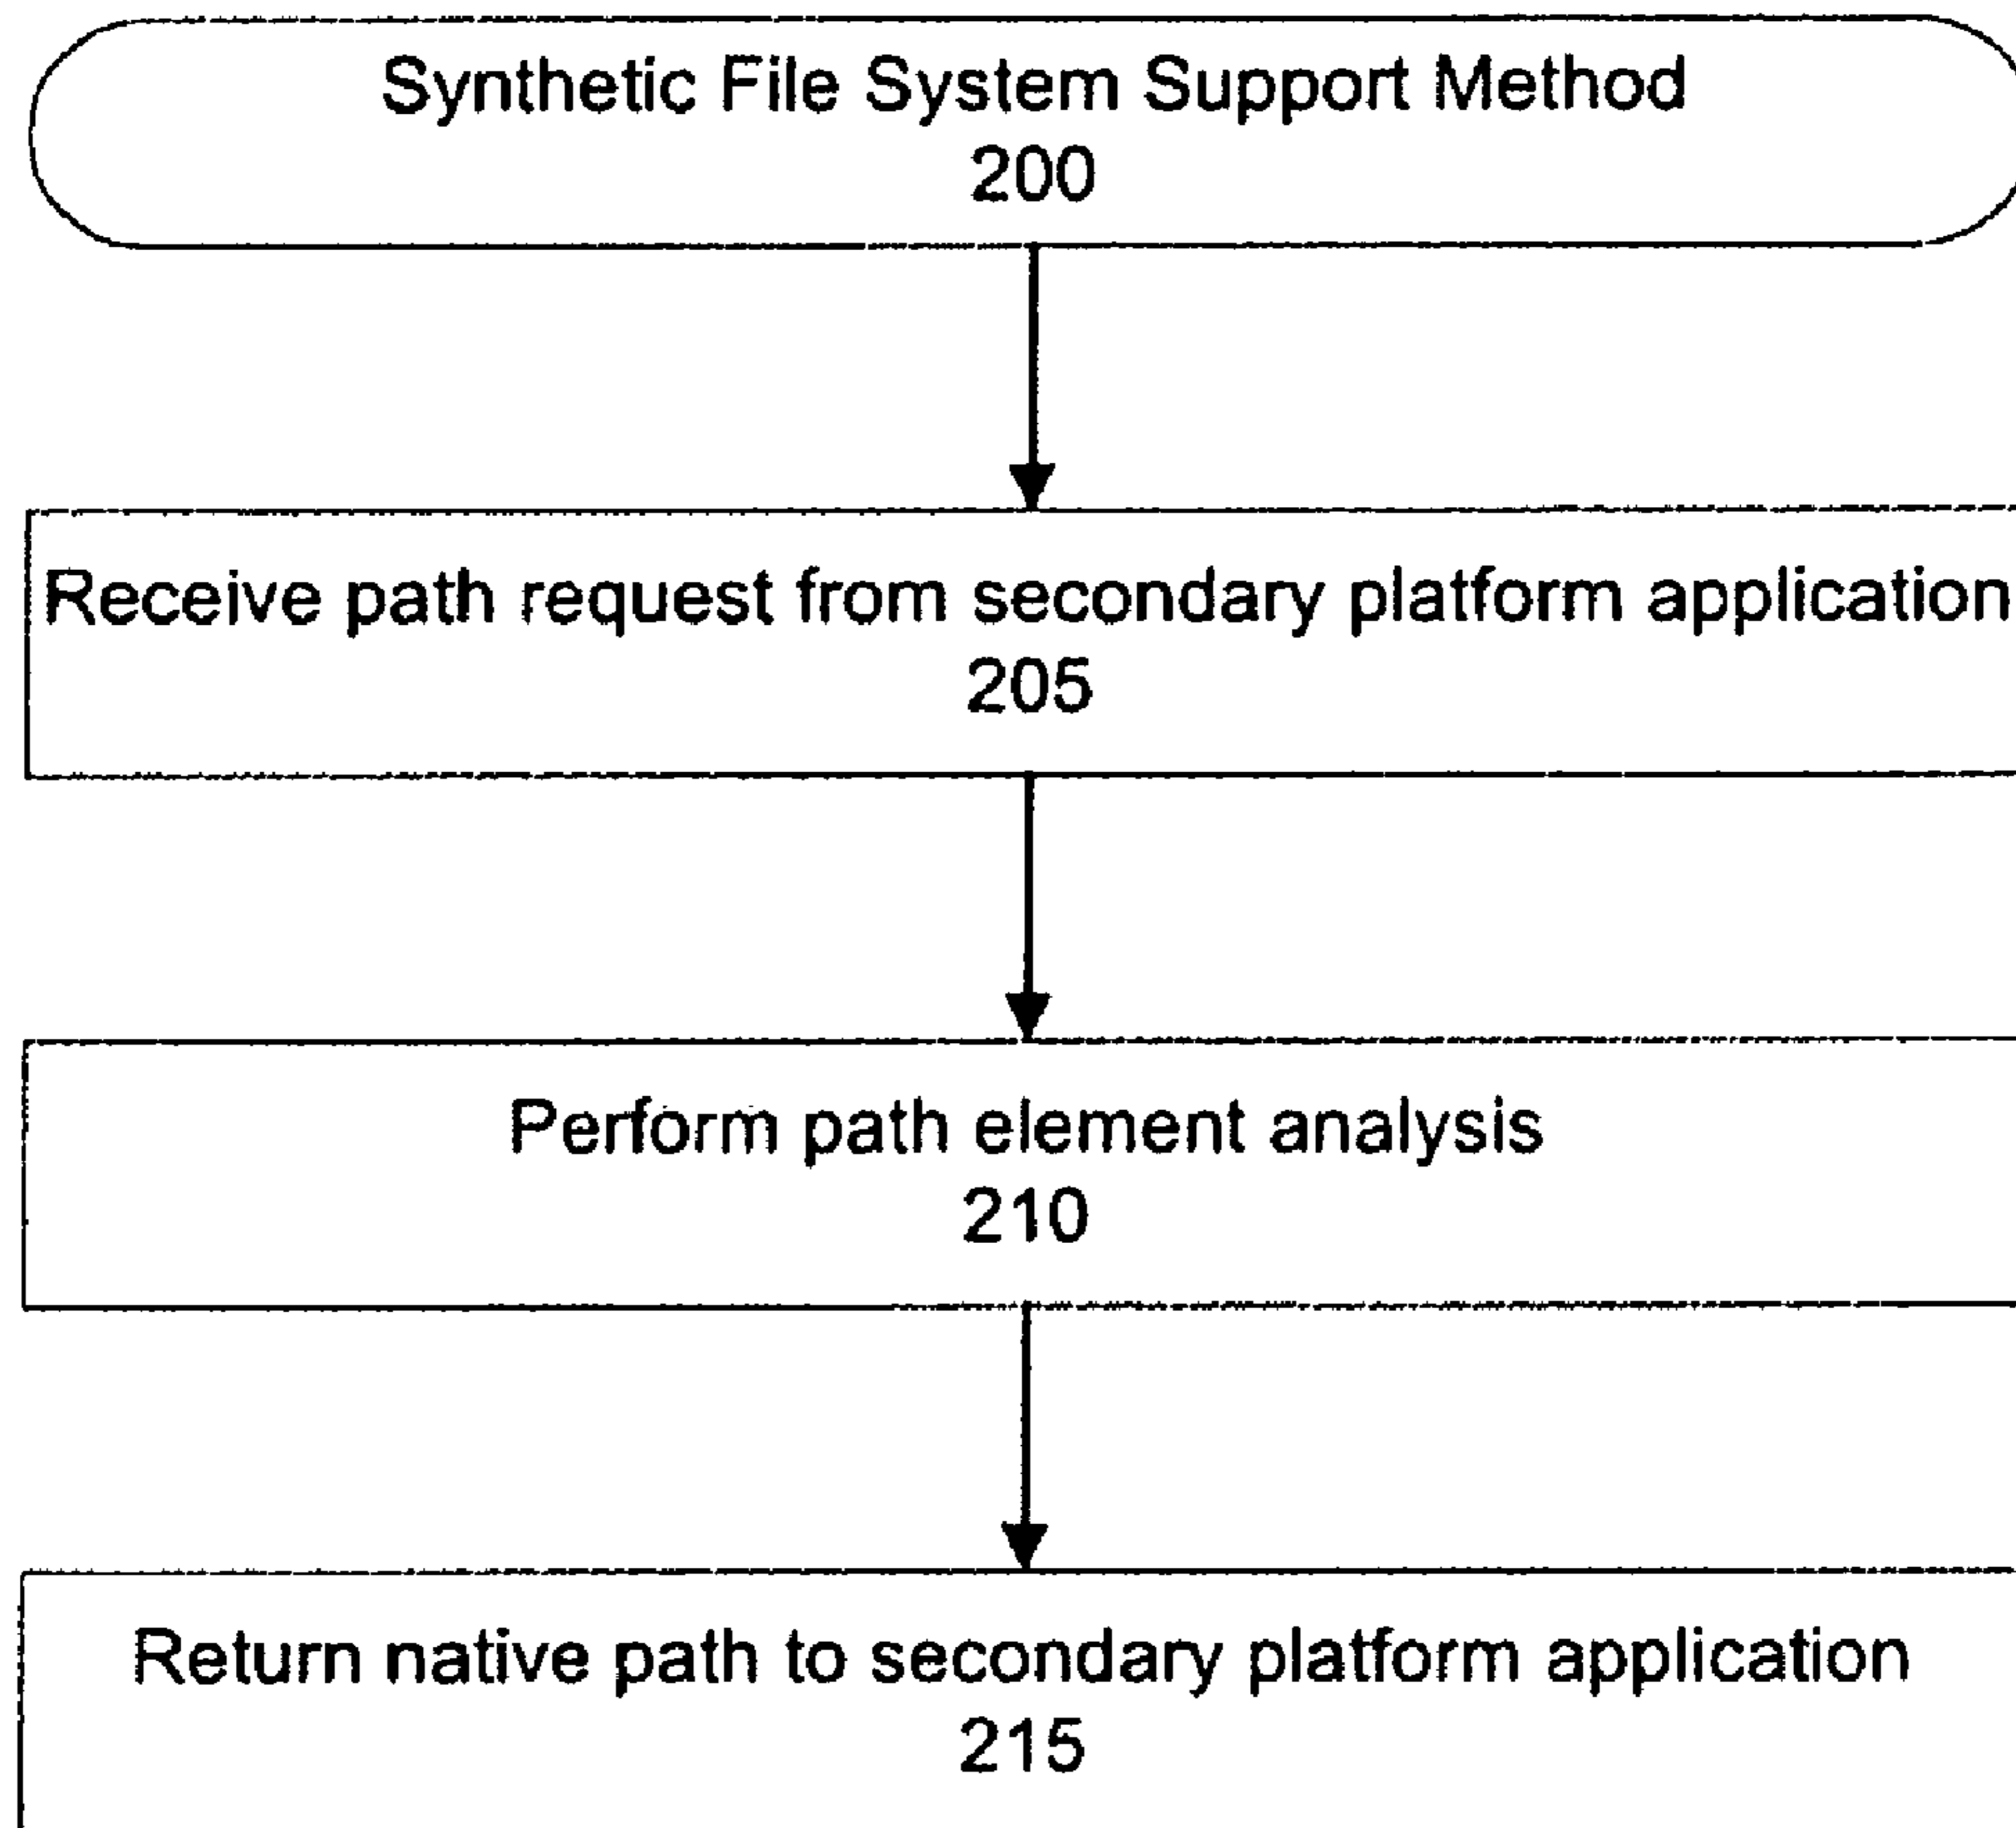 Synthetic File System Support Method
200
Receive path request from secondary platform application
205
Perform path element analysis
210
Return native path to secondary platform application
215